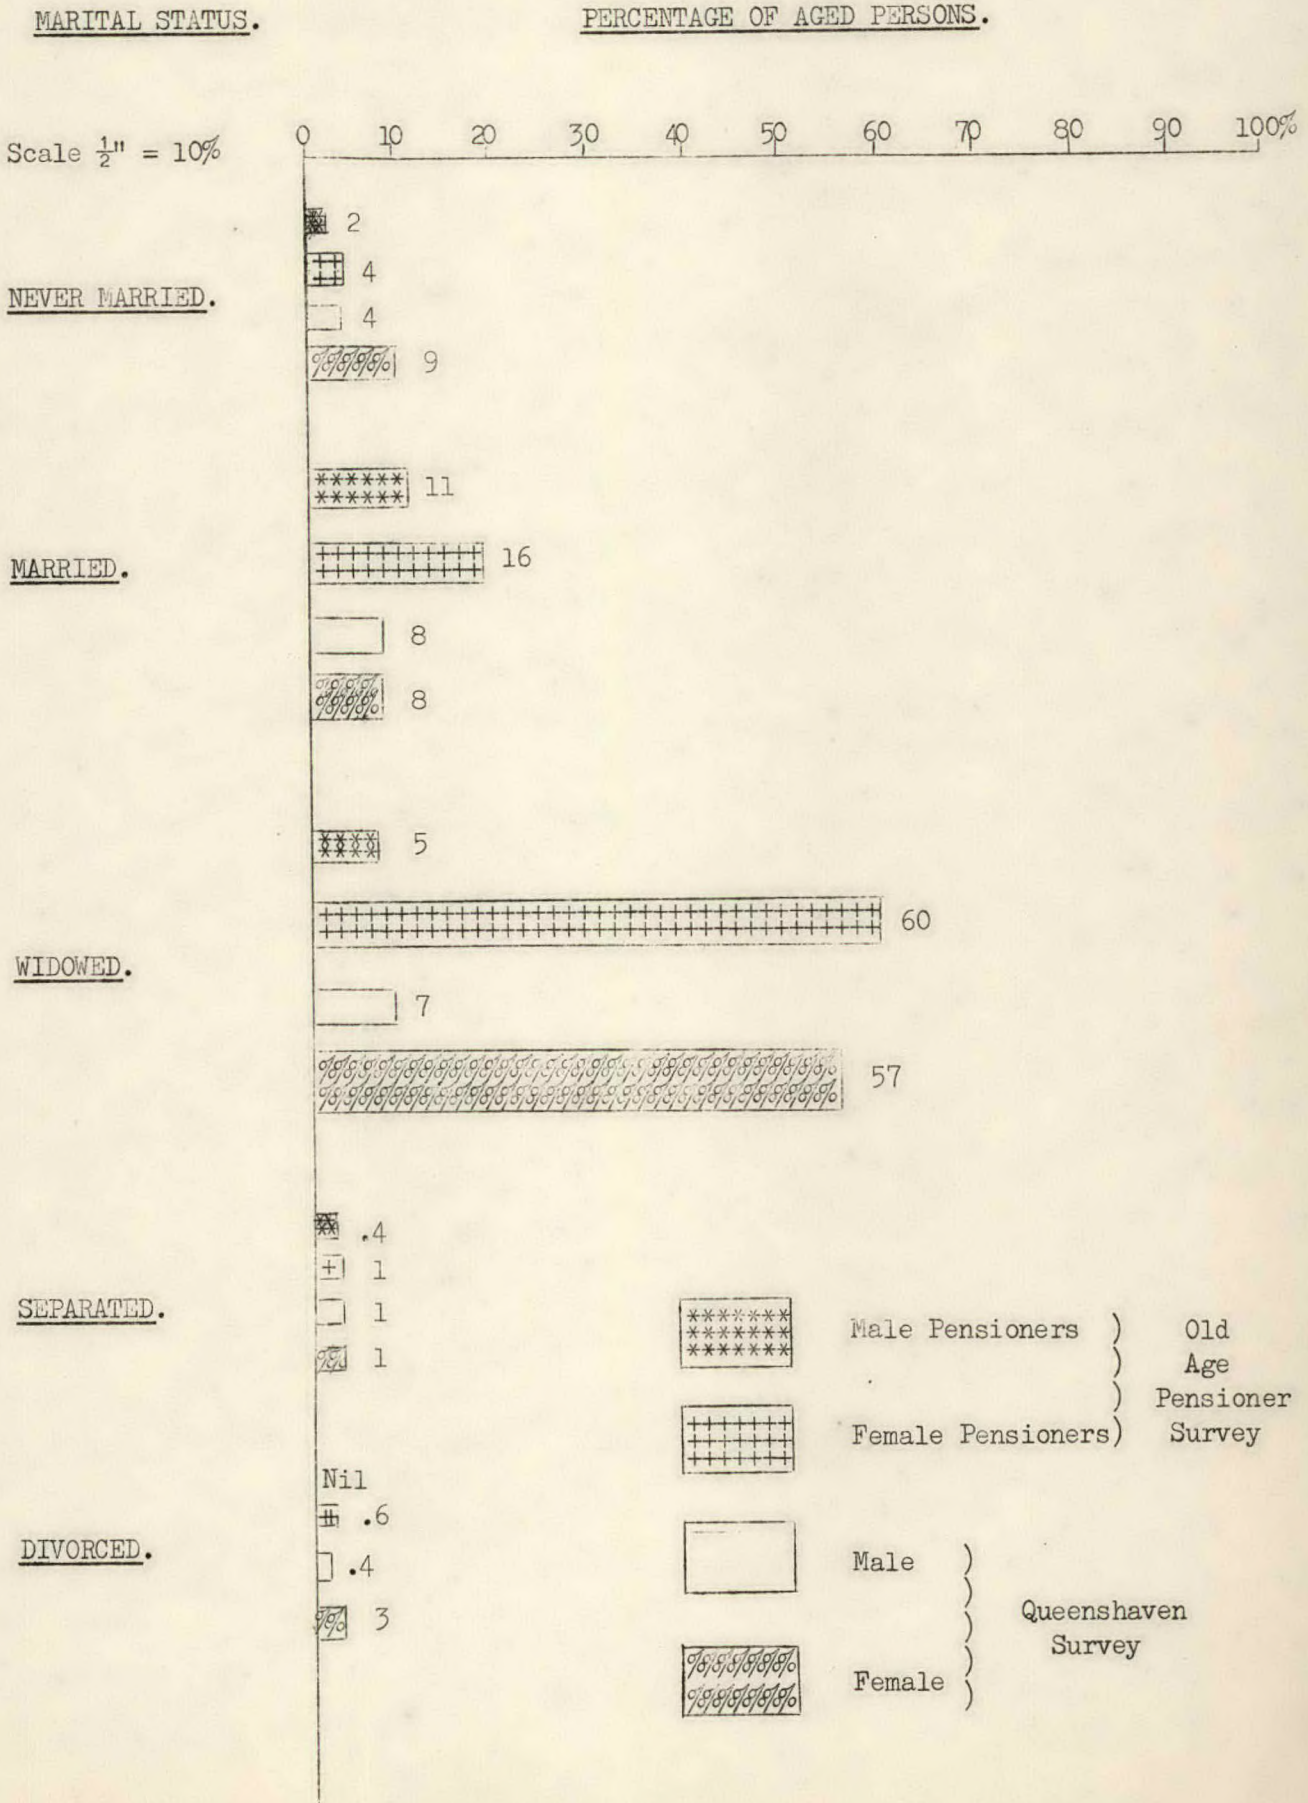 MARITAL STATUS. PERCENTAGE OF AGED PERSONS.
Scale ½" = 10% 0 10 20 30 40 50 60 70 80 90 100%
2
4
NEVER MARRIED.
4
9
11
MARRIED.
16
8
8
5
60
WIDOWED.
7
57
.4
1
SEPARATED.
1
1
Male Pensioners ) Old
) Age
) Pensioner
Female Pensioners) Survey
Nil
.6
DIVORCED.
.4
3
Male )
)
) Queenshaven
) Survey
Female )